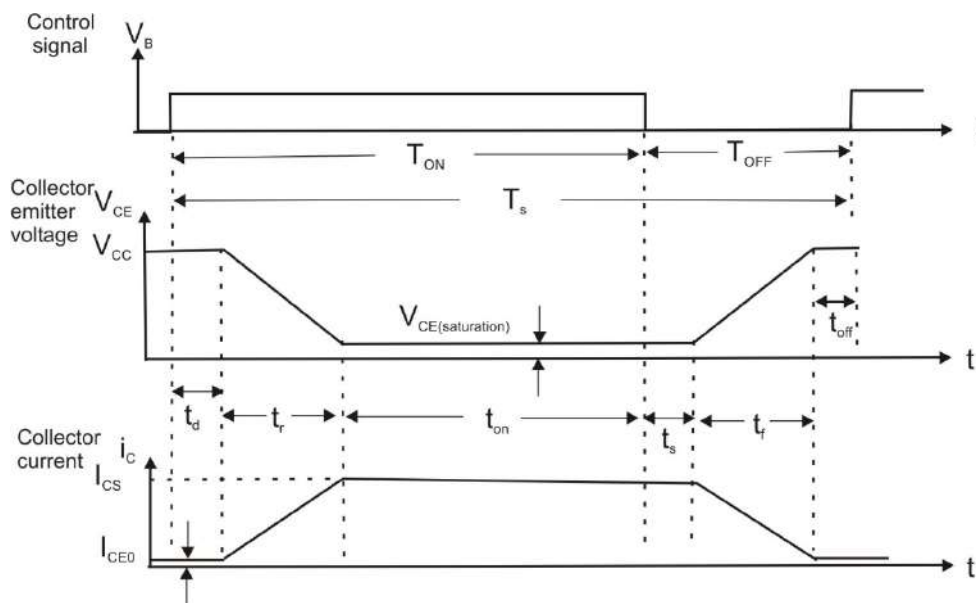 Control
signal
V_B
T_ON
T_OFF
T_s
Collector
emitter
voltage
V_CE
V_CC
V_CE(saturation)
t_off
t
t_d
t_r
t_on
t_s
t_f
Collector
current
i_C
I_CS
I_CE0
t